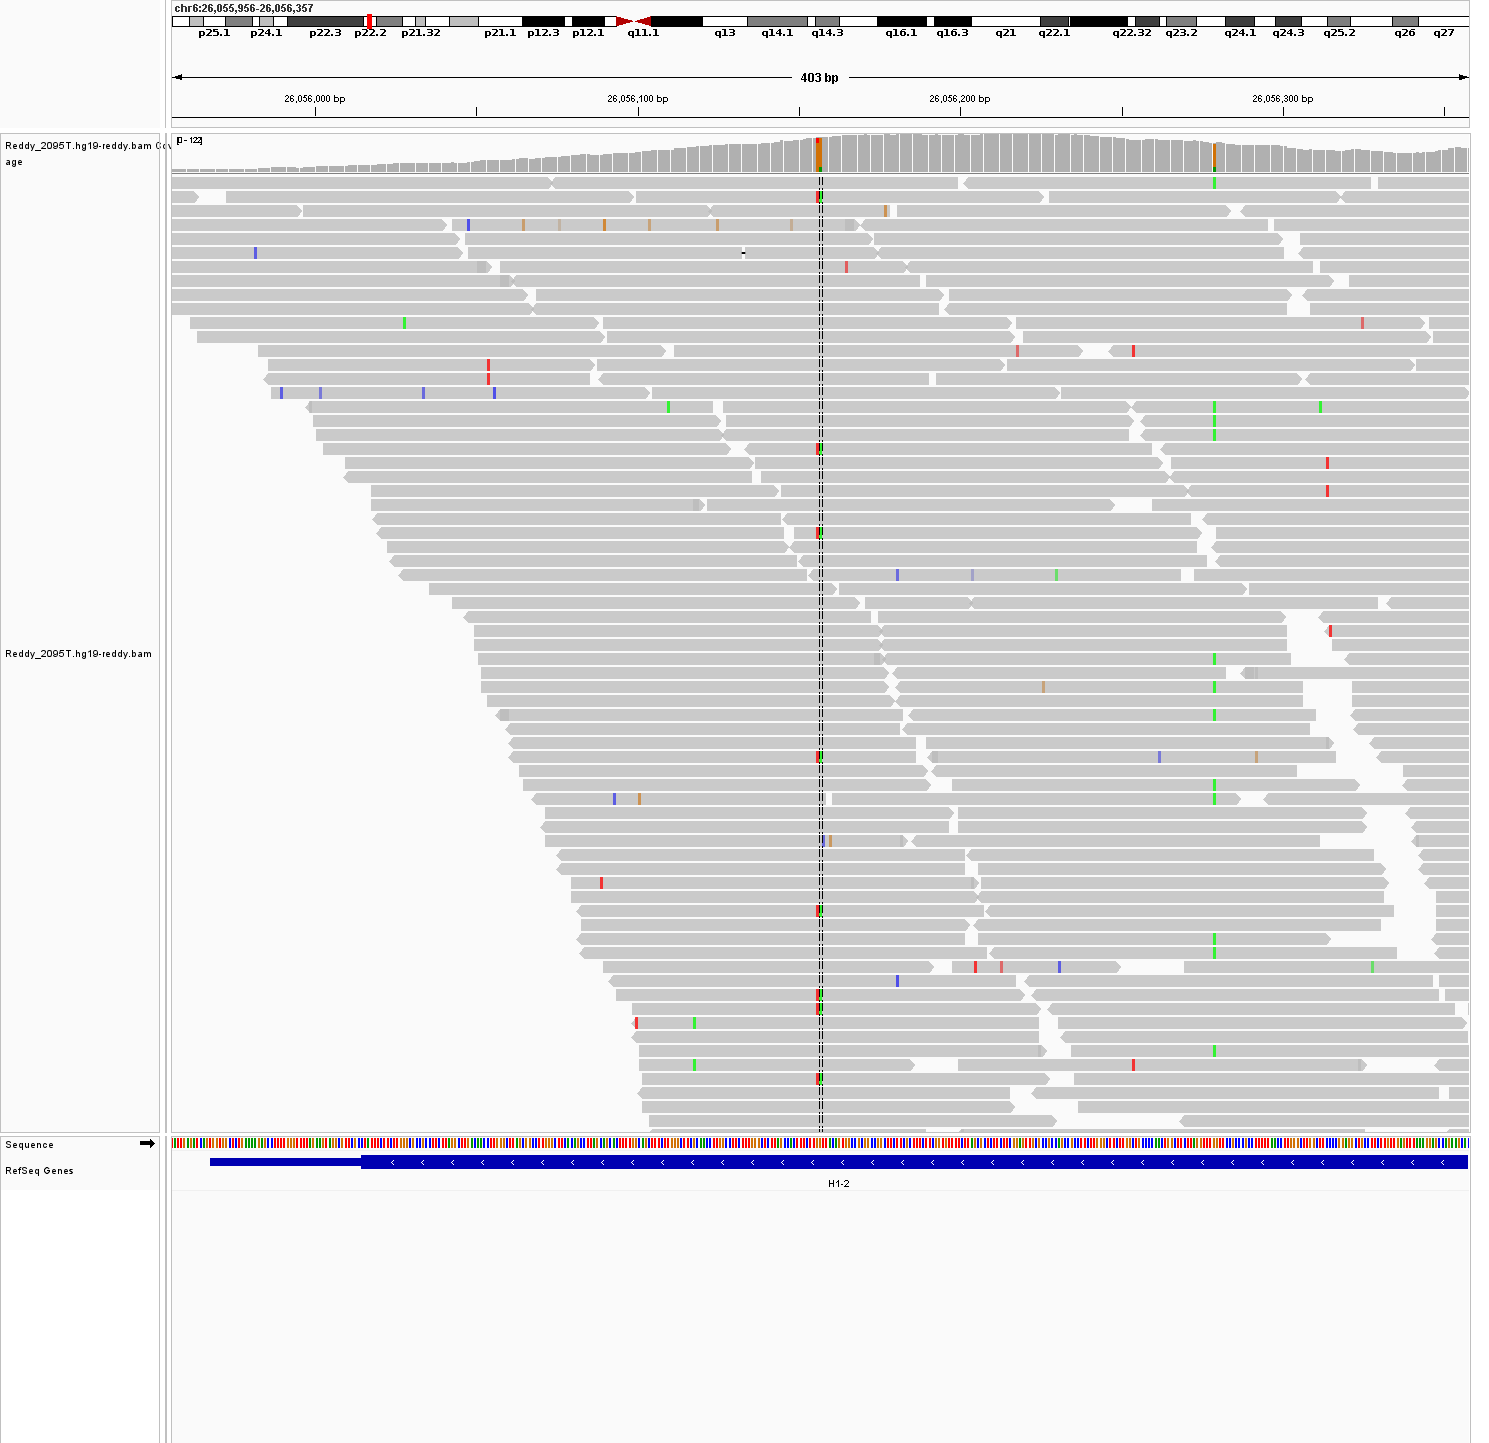 chr6:26,055,956-26,056,357
p25.1 p24.1 p22.3 p22.2 p21.32 p21.1 p12.3 p12.1 q11.1 q13 q14.1 q14.3 q16.1 q16.3 q21 q22.1 q22.32 q23.2 q24.1 q24.3 q25.2 q26 q27
403 bp
26,056,000 bp 26,056,100 bp 26,056,200 bp 26,056,300 bp
Reddy_2095T.hg19-reddy.bam Cov
age
[0 - 122]
Reddy_2095T.hg19-reddy.bam
Sequence
RefSeq Genes
H1-2